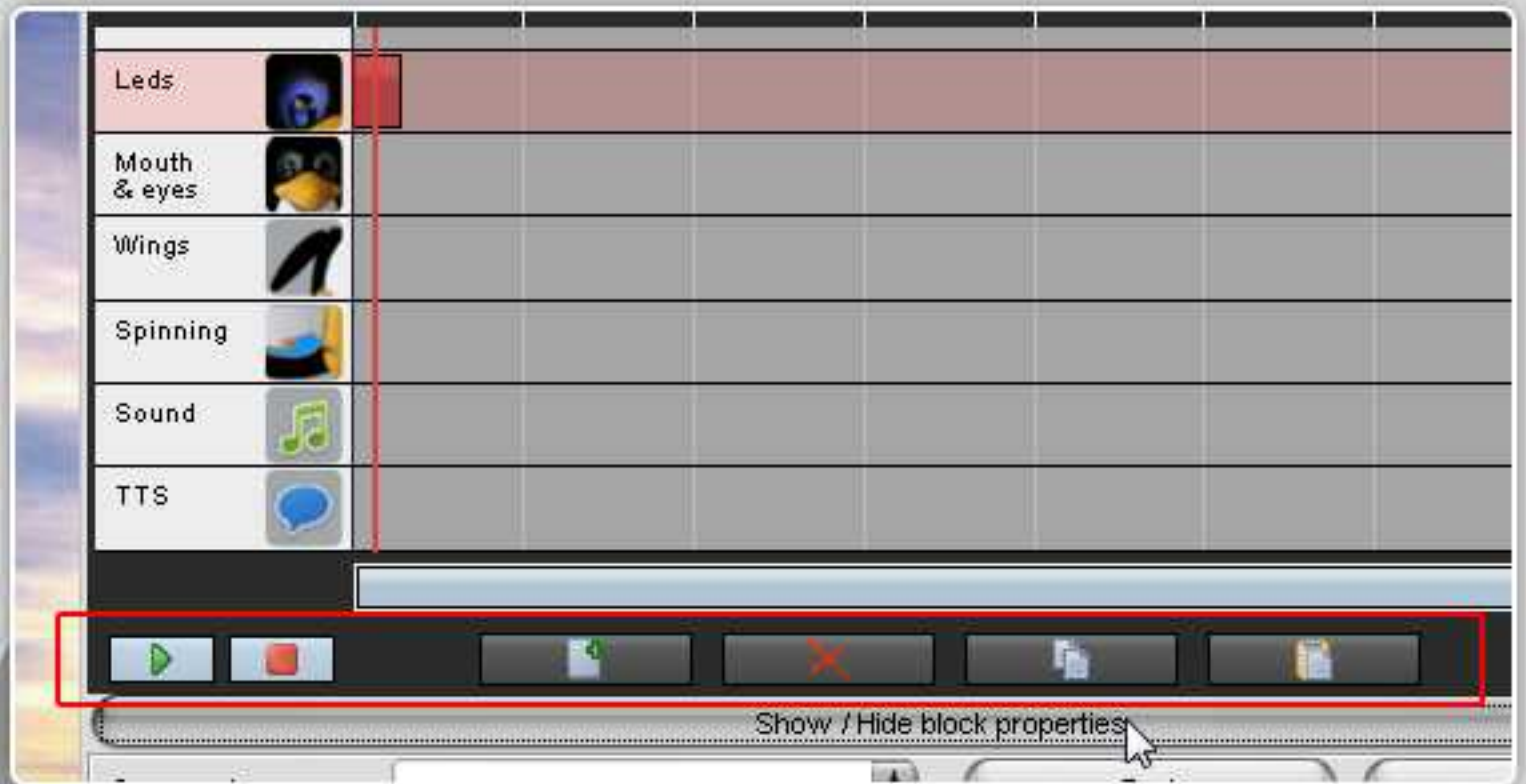 Leds
Mouth
& eyes
Wings
Spinning
Sound
TTS
Show / Hide block properties